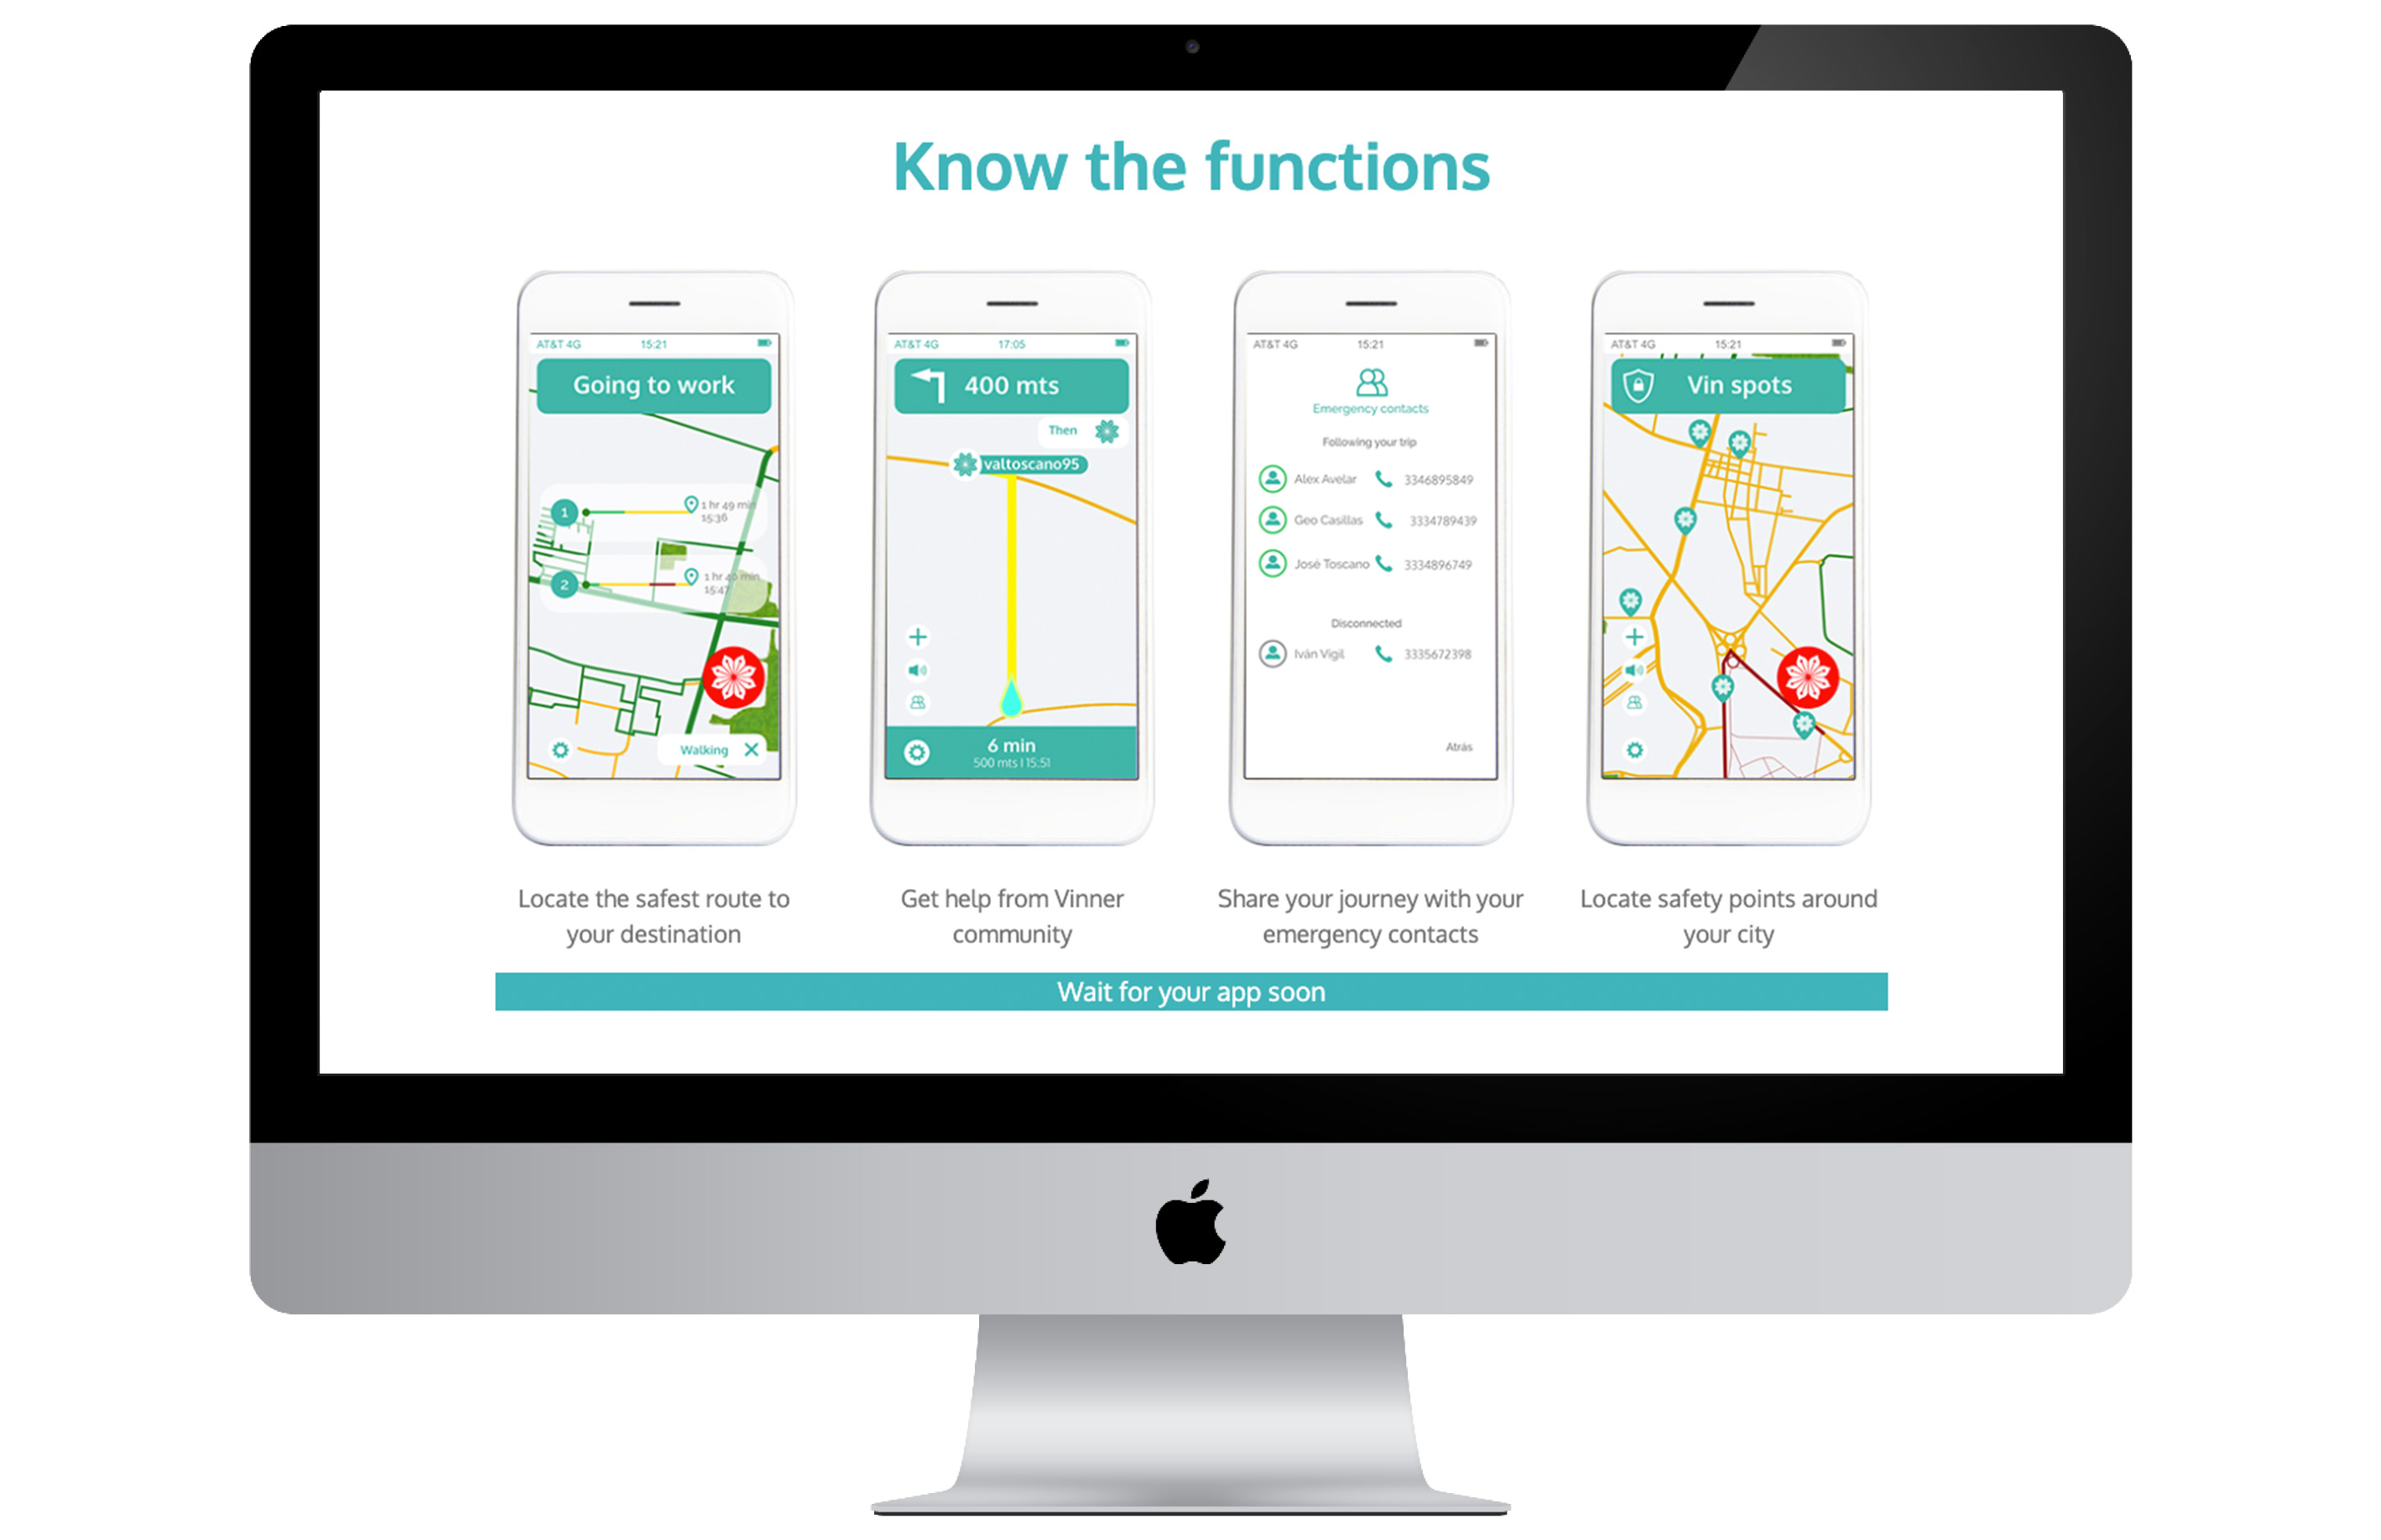 Know the functions
AT&T 4G 15:21
Going to work
1 1 hr 49 min
15:36
2 1 hr 40 min
15:47
Walking
Locate the safest route to
your destination
AT&T 4G 17:05
400 mts
Then
valtoscano95
6 min
500 mts | 15:51
Get help from Vinner
community
AT&T 4G 15:21
Emergency contacts
Following your trip
Alex Avelar 3346895849
Geo Casillas 3334789439
José Toscano 3334896749
Disconnected
Iván Vigil 3335672398
Atrás
Share your journey with your
emergency contacts
AT&T 4G 15:21
Vin spots
Locate safety points around
your city
Wait for your app soon